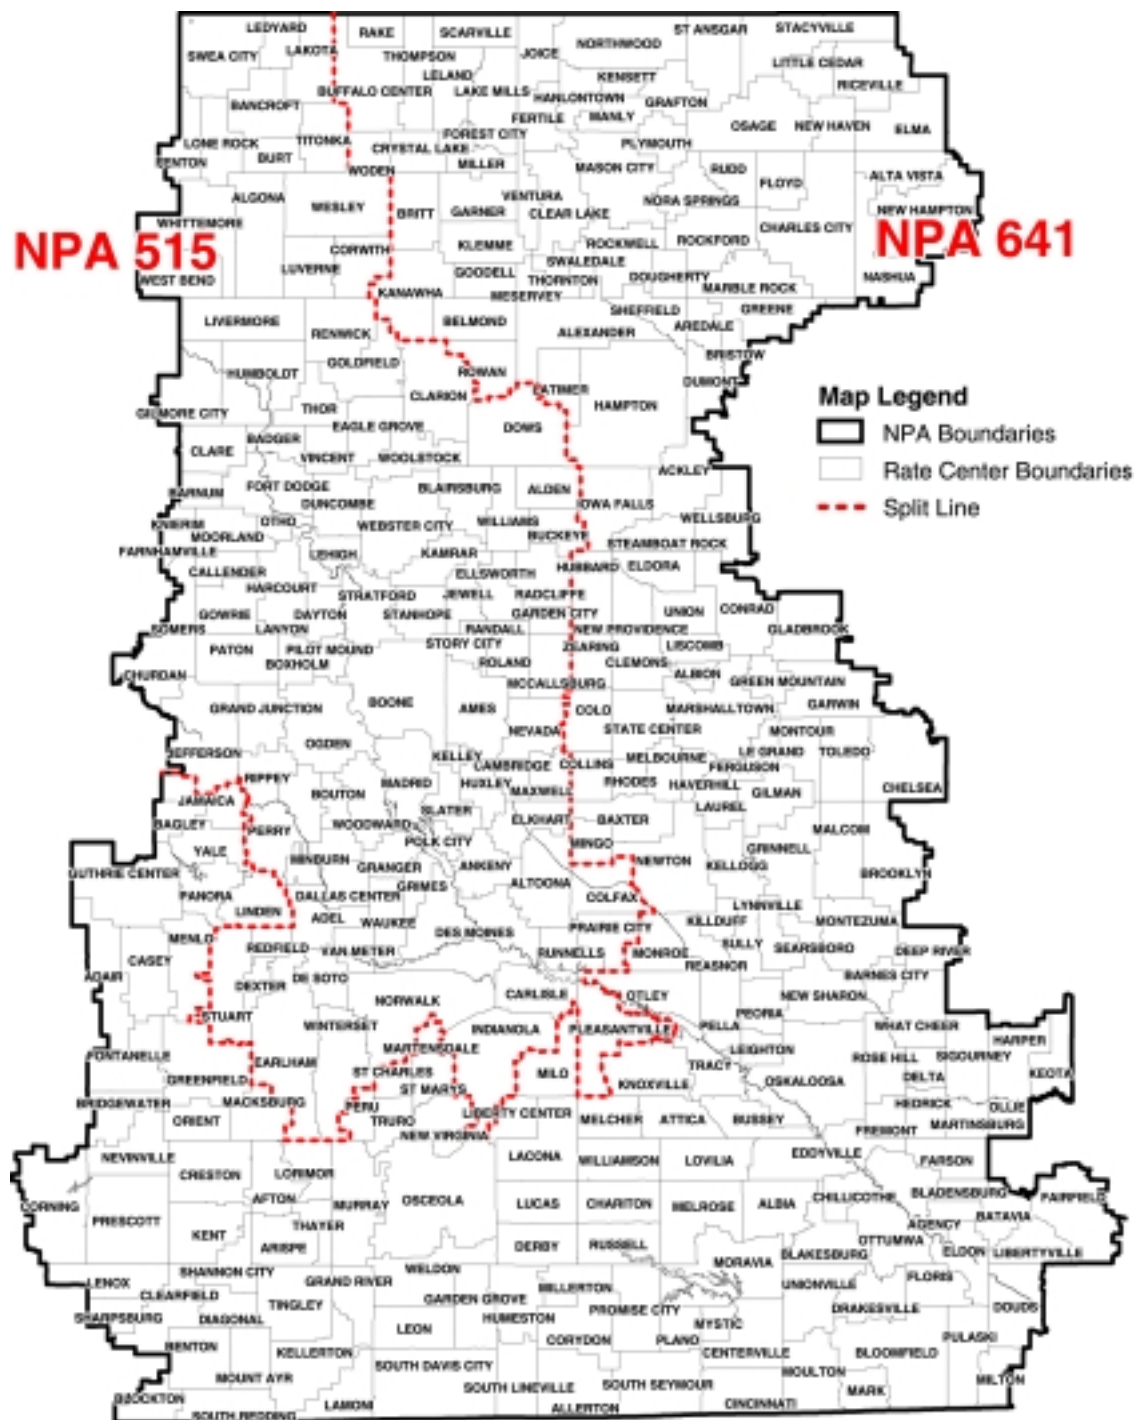 LEDYARD
RAKE
SCARVILLE
ST ANSGAR
STACYVILLE
SWEA CITY
LAKOTA
THOMPSON
JOICE
NORTHWOOD
LITTLE CEDAR
LELAND
KENSETT
RICEVILLE
BUFFALO CENTER
LAKE MILLS
HANLONTOWN
GRAFTON
BANCROFT
FERTILE
MANLY
OSAGE
NEW HAVEN
ELMA
LONE ROCK
TITONKA
FOREST CITY
CRYSTAL LAKE
PLYMOUTH
FENTON
BURT
WODEN
MILLER
MASON CITY
RUDD
FLOYD
ALTA VISTA
ALGONA
WESLEY
BRITT
GARNER
VENTURA
CLEAR LAKE
NORA SPRINGS
NEW HAMPTON
WHITTEMORE
CHARLES CITY
NPA 515
CORWITH
KLEMME
ROCKWELL
ROCKFORD
NPA 641
LUVERNE
GOODELL
SWALEDALE
WEST BEND
THORNTON
DOUGHERTY
MARBLE ROCK
NASHUA
KANAWHA
MESERVEY
SHEFFIELD
GREENE
LIVERMORE
RENWICK
BELMOND
ALEXANDER
AREDALE
GOLDFIELD
BRISTOW
HUMBOLDT
ROWAN
LATIMER
DUMONT
CLARION
HAMPTON
Map Legend
GILMORE CITY
THOR
EAGLE GROVE
DOWS
NPA Boundaries
CLARE
BADGER
VINCENT
WOOLSTOCK
ACKLEY
Rate Center Boundaries
BARNUM
FORT DODGE
DUNCOMBE
BLAIRSBURG
ALDEN
IOWA FALLS
Split Line
KNIERIM
MOORLAND
OTHO
WEBSTER CITY
WILLIAMS
BUCKEYE
WELLSBURG
FARNHAMVILLE
LEHIGH
KAMRAR
STEAMBOAT ROCK
CALLENDER
HARCOURT
ELLSWORTH
HUBBARD
ELDORA
STRATFORD
JEWELL
RADCLIFFE
GOWRIE
DAYTON
STANHOPE
GARDEN CITY
UNION
CONRAD
SOMERS
LANYON
RANDALL
NEW PROVIDENCE
GLADBROOK
PATON
PILOT MOUND
STORY CITY
ZEARING
LISCOMB
BOXHOLM
ROLAND
CLEMONS
CHURDAN
MCCALLSBURG
ALBION
GREEN MOUNTAIN
GRAND JUNCTION
BOONE
AMES
COLO
MARSHALLTOWN
GARWIN
NEVADA
STATE CENTER
MONTOUR
JEFFERSON
OGDEN
KELLEY
CAMBRIDGE
COLLINS
MELBOURNE
LE GRAND
TOLEDO
FERGUSON
RIPPEY
MADRID
HUXLEY
MAXWELL
RHODES
HAVERHILL
GILMAN
CHELSEA
JAMAICA
BOUTON
SLATER
LAUREL
BAGLEY
PERRY
WOODWARD
ELKHART
BAXTER
MALCOM
YALE
POLK CITY
MINGO
GRINNELL
GUTHRIE CENTER
MINBURN
GRANGER
ANKENY
NEWTON
KELLOGG
BROOKLYN
PANORA
DALLAS CENTER
GRIMES
ALTOONA
COLFAX
LYNNVILLE
LINDEN
ADEL
WAUKEE
PRAIRIE CITY
KILLDUFF
MONTEZUMA
MENLO
REDFIELD
VAN METER
DES MOINES
RUNNELLS
MONROE
SULLY
SEARSBORO
DEEP RIVER
CASEY
REASNOR
ADAIR
DEXTER
DE SOTO
BARNES CITY
CARLISLE
OTLEY
NEW SHARON
NORWALK
STUART
WINTERSET
INDIANOLA
PLEASANTVILLE
PELLA
PEORIA
WHAT CHEER
HARPER
FONTANELLE
EARLHAM
MARTENSDALE
LEIGHTON
ROSE HILL
SIGOURNEY
GREENFIELD
ST CHARLES
MILO
TRACY
DELTA
KEOTA
ST MARYS
KNOXVILLE
OSKALOOSA
BRIDGEWATER
MACKSBURG
PERU
LIBERTY CENTER
HEDRICK
OLLIE
ORIENT
TRURO
MELCHER
ATTICA
BUSSEY
FREMONT
MARTINSBURG
NEW VIRGINIA
NEVINVILLE
LACONA
WILLIAMSON
LOVILIA
EDDYVILLE
FARSON
CRESTON
LORIMOR
CORNING
AFTON
MURRAY
OSCEOLA
LUCAS
CHARITON
MELROSE
ALBIA
CHILLICOTHE
BLADENSBURG
FAIRFIELD
PRESCOTT
KENT
THAYER
AGENCY
BATAVIA
ARISPE
DERBY
RUSSELL
BLAKESBURG
OTTUMWA
ELDON
LIBERTYVILLE
SHANNON CITY
WELDON
MORAVIA
LENOX
GRAND RIVER
MILLERTON
UNIONVILLE
FLORIS
CLEARFIELD
TINGLEY
GARDEN GROVE
PROMISE CITY
DRAKESVILLE
DOUDS
SHARPSBURG
DIAGONAL
LEON
HUMESTON
MYSTIC
BENTON
KELLERTON
CORYDON
PLANO
CENTERVILLE
BLOOMFIELD
PULASKI
MOUNT AYR
SOUTH DAVIS CITY
MOULTON
MILTON
BLOCKTON
SOUTH LINEVILLE
SOUTH SEYMOUR
MARK
SOUTH REDDING
LAMONI
ALLERTON
CINCINNATI